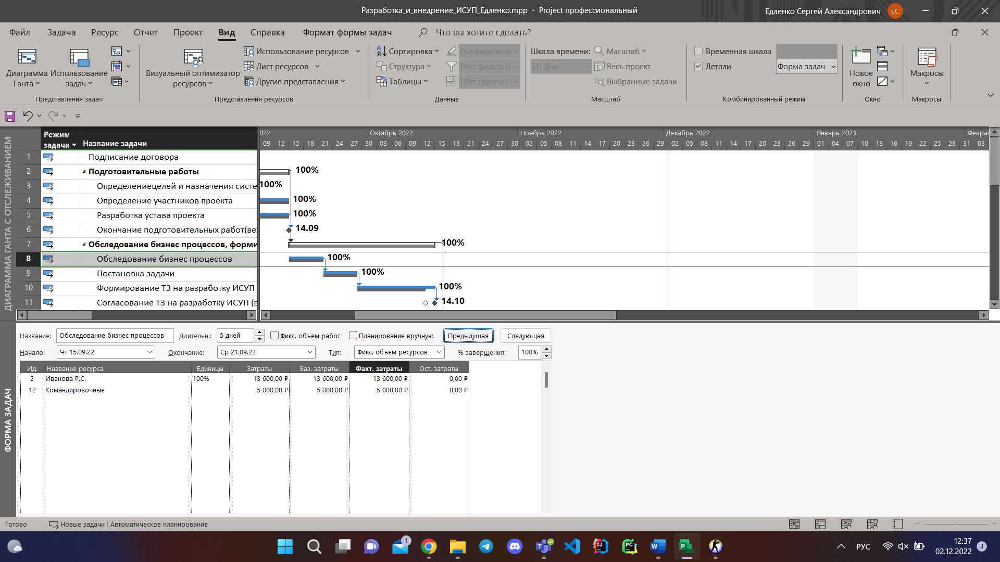 Разработка_и_внедрение_ИСУП_Едленко.mpp - Project профессиональный
Едленко Сергей Александрович
ЕС
Файл Задача Ресурс Отчет Проект Вид Справка Формат формы задач Что вы хотите сделать?
Диаграмма Ганта
Использование задач
Представления задач
Визуальный оптимизатор ресурсов
Использование ресурсов
Лист ресурсов
Другие представления
Представления ресурсов
Сортировка
Структура
Таблицы
[Не выделено
[Нет фильтра]
[Нет группы]
Данные
Шкала времени:
[3] Дни
Масштаб
Весь проект
Выбранные задачи
Масштаб
Временная шкала
Детали
Форма задач
Комбинированный режим
Новое окно
Окно
Макросы
Макросы
ДИАГРАММА ГАНТА С ОТСЛЕЖИВАНИЕМ
Режим задачи Название задачи
022 Октябрь 2022 Ноябрь 2022 Декабрь 2022 Январь 2023 Феврал
09 12 15 18 21 24 27 30 03 06 09 12 15 18 21 24 27 30 02 05 08 11 14 17 20 23 26 29 02 05 08 11 14 17 20 23 26 29 01 04 07 10 13 16 19 22 25 28 31 03
1 Подписание договора
2 Подготовительные работы 100%
3 Определениецелей и назначения систе 100%
4 Определение участников проекта 100%
5 Разработка устава проекта 100%
6 Окончание подготовительных работ(ве 14.09
7 Обследование бизнес процессов, форми 100%
8 Обследование бизнес процессов 100%
9 Постановка задачи 100%
10 Формирование ТЗ на разработку ИСУП 100%
11 Согласование ТЗ на разработку ИСУП (в 14.10
ФОРМА ЗАДАЧ
Название: Обследование бизнес процессов Длительн.: 5 дней Фикс. объем работ Планирование вручную Предыдущая Следующая
Начало: Чт 15.09.22 Окончание: Ср 21.09.22 Тип: Фикс. объем ресурсов % завершения: 100%
Ид. Название ресурса Единицы Затраты Баз. затраты Факт. затраты Ост. затраты
2 Иванова Р.С. 100% 13 600,00 ₽ 13 600,00 ₽ 13 600,00 ₽ 0,00 ₽
12 Командировочные 5 000,00 ₽ 5 000,00 ₽ 5 000,00 ₽ 0,00 ₽
Готово Новые задачи : Автоматическое планирование
1
РУС
12:37
02.12.2022
3